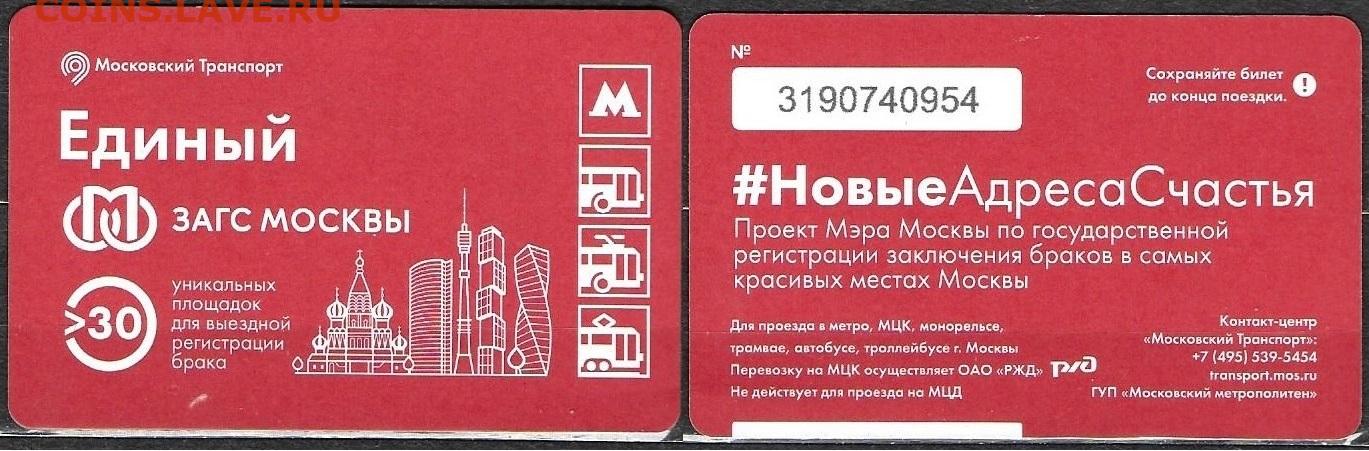 COINS.LAVE.RU
Московский Транспорт
Единый
ЗАГС МОСКВЫ
>30
уникальных
площадок
для выездной
регистрации
брака
М
№
3190740954
Сохраняйте билет
до конца поездки.
!
#НовыеАдресаСчастья
Проект Мэра Москвы по государственной
регистрации заключения браков в самых
красивых местах Москвы
Для проезда в метро, МЦК, монорельсе,
трамвае, автобусе, троллейбусе г. Москвы
Перевозку на МЦК осуществляет ОАО «РЖД» РЖД
Не действует для проезда на МЦД
Контакт-центр
«Московский Транспорт»:
+7 (495) 539-5454
transport.mos.ru
ГУП «Московский метрополитен»